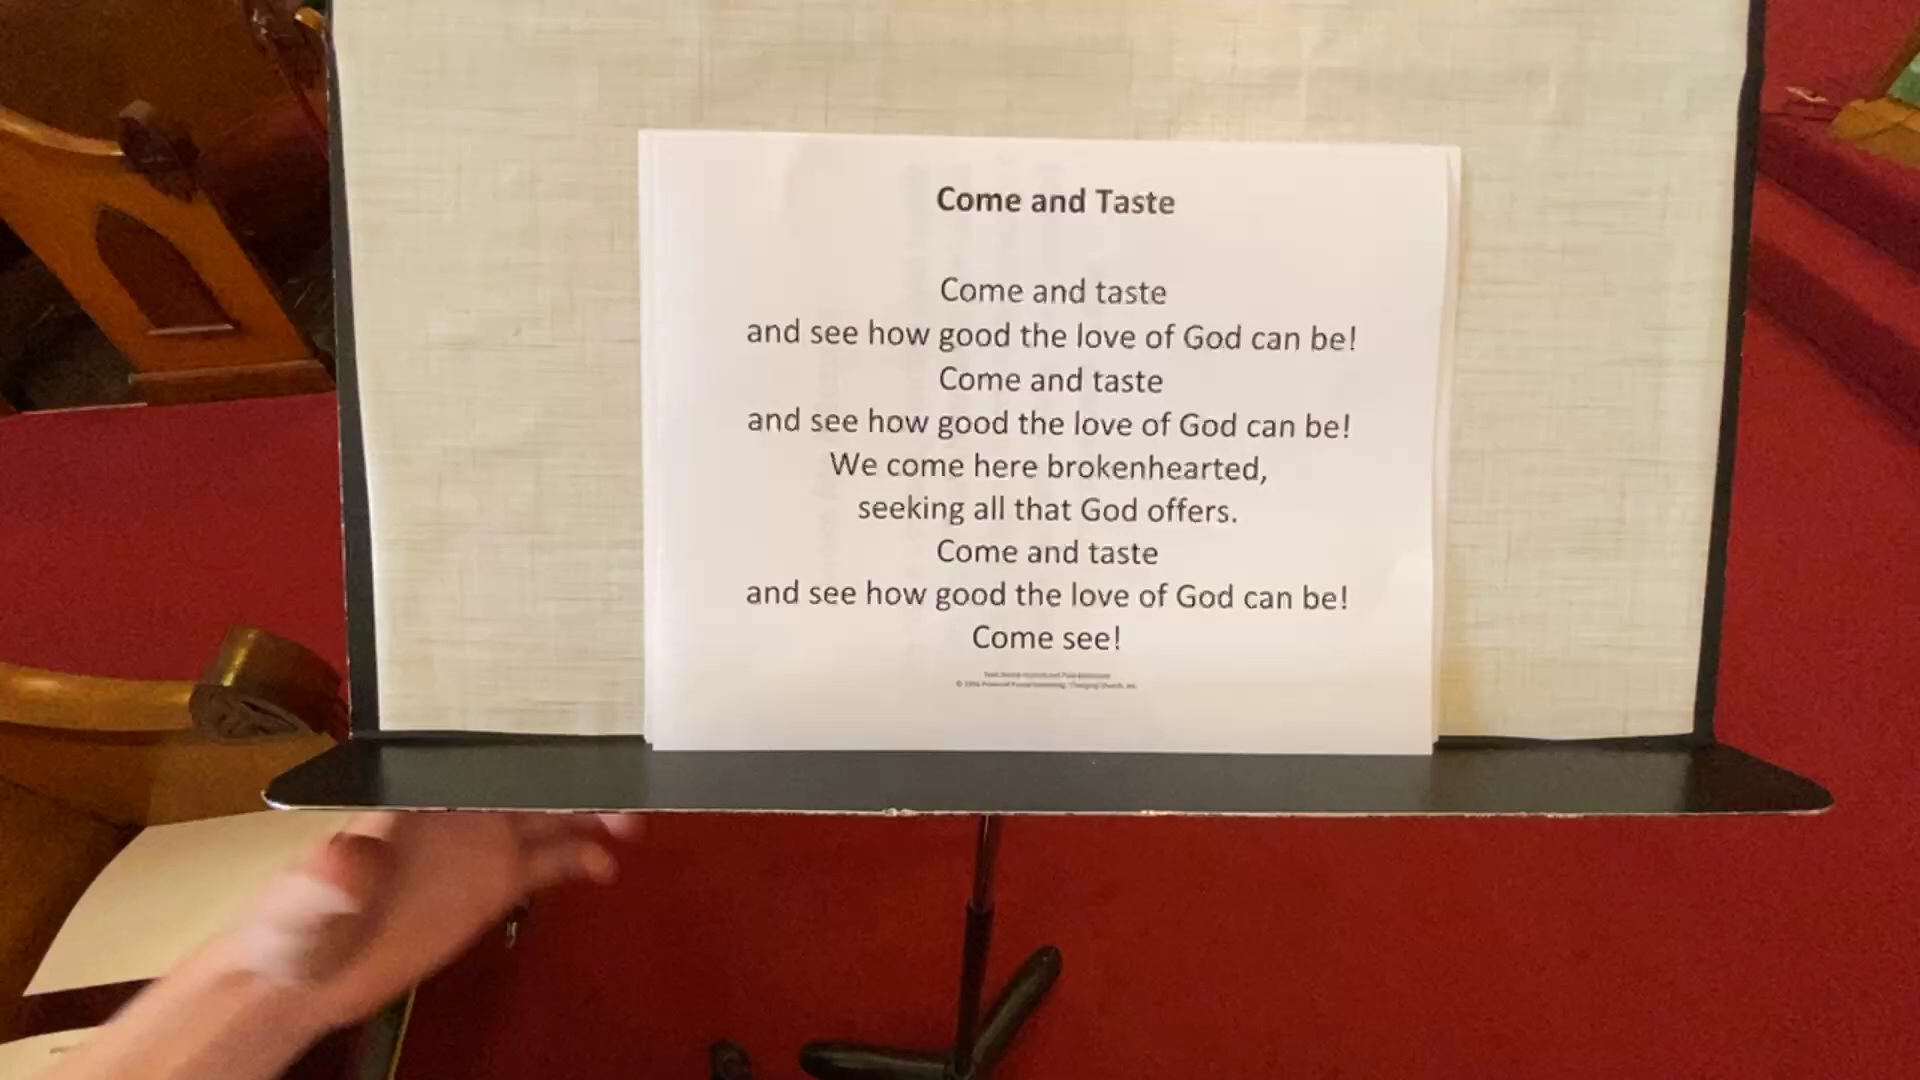 Come and Taste
Come and taste
and see how good the love of God can be!
Come and taste
and see how good the love of God can be!
We come here brokenhearted,
seeking all that God offers.
Come and taste
and see how good the love of God can be!
Come see!